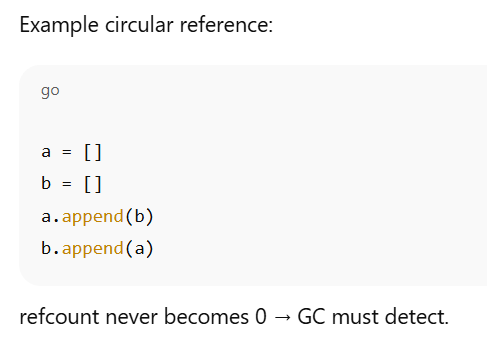 Example circular reference:
go
a = []
b = []
a.append(b)
b.append(a)
refcount never becomes 0 → GC must detect.